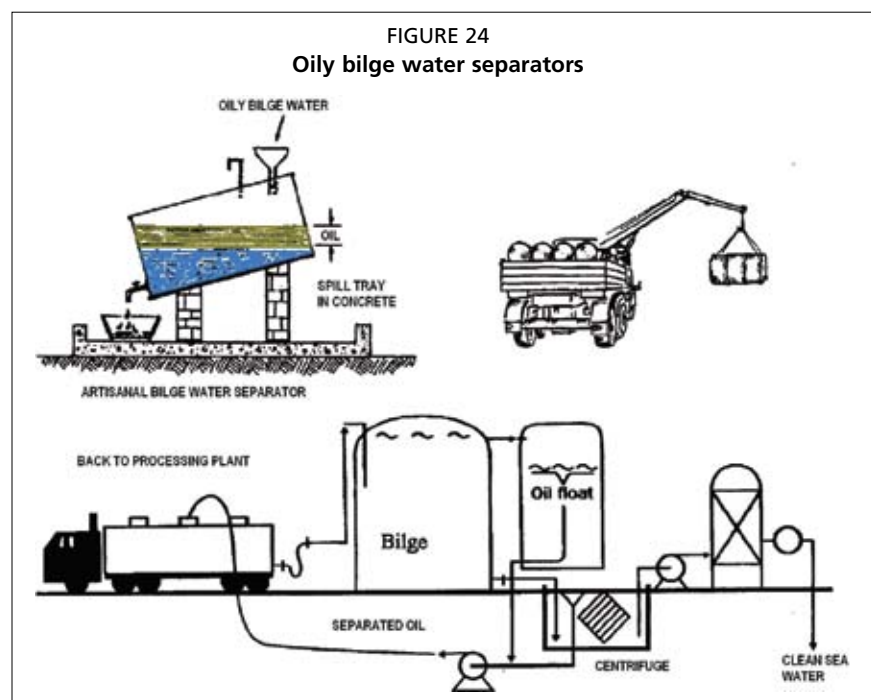 FIGURE 24
Oily bilge water separators
OILY BILGE WATER
OIL
SPILL TRAY
IN CONCRETE
ARTISANAL BILGE WATER SEPARATOR
BACK TO PROCESSING PLANT
Oil float
Bilge
SEPARATED OIL
CENTRIFUGE
CLEAN SEA
WATER